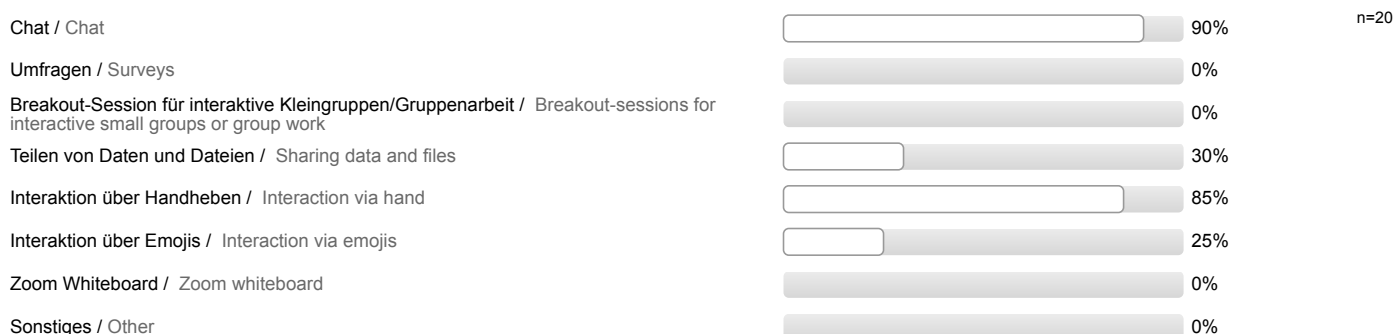 Chat / Chat 90% n=20
Umfragen / Surveys 0%
Breakout-Session für interaktive Kleingruppen/Gruppenarbeit / Breakout-sessions for
interactive small groups or group work 0%
Teilen von Daten und Dateien / Sharing data and files 30%
Interaktion über Handheben / Interaction via hand 85%
Interaktion über Emojis / Interaction via emojis 25%
Zoom Whiteboard / Zoom whiteboard 0%
Sonstiges / Other 0%